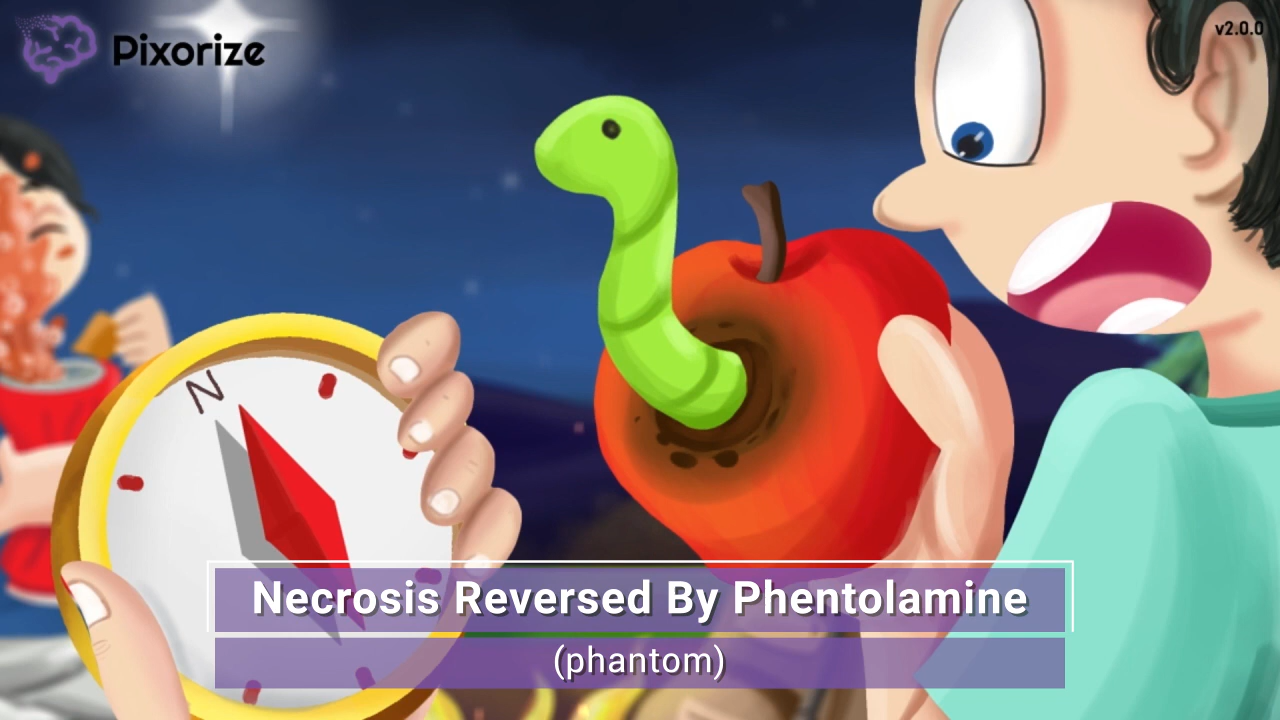 Pixorize
v2.0.0
N
Necrosis Reversed By Phentolamine
(phantom)